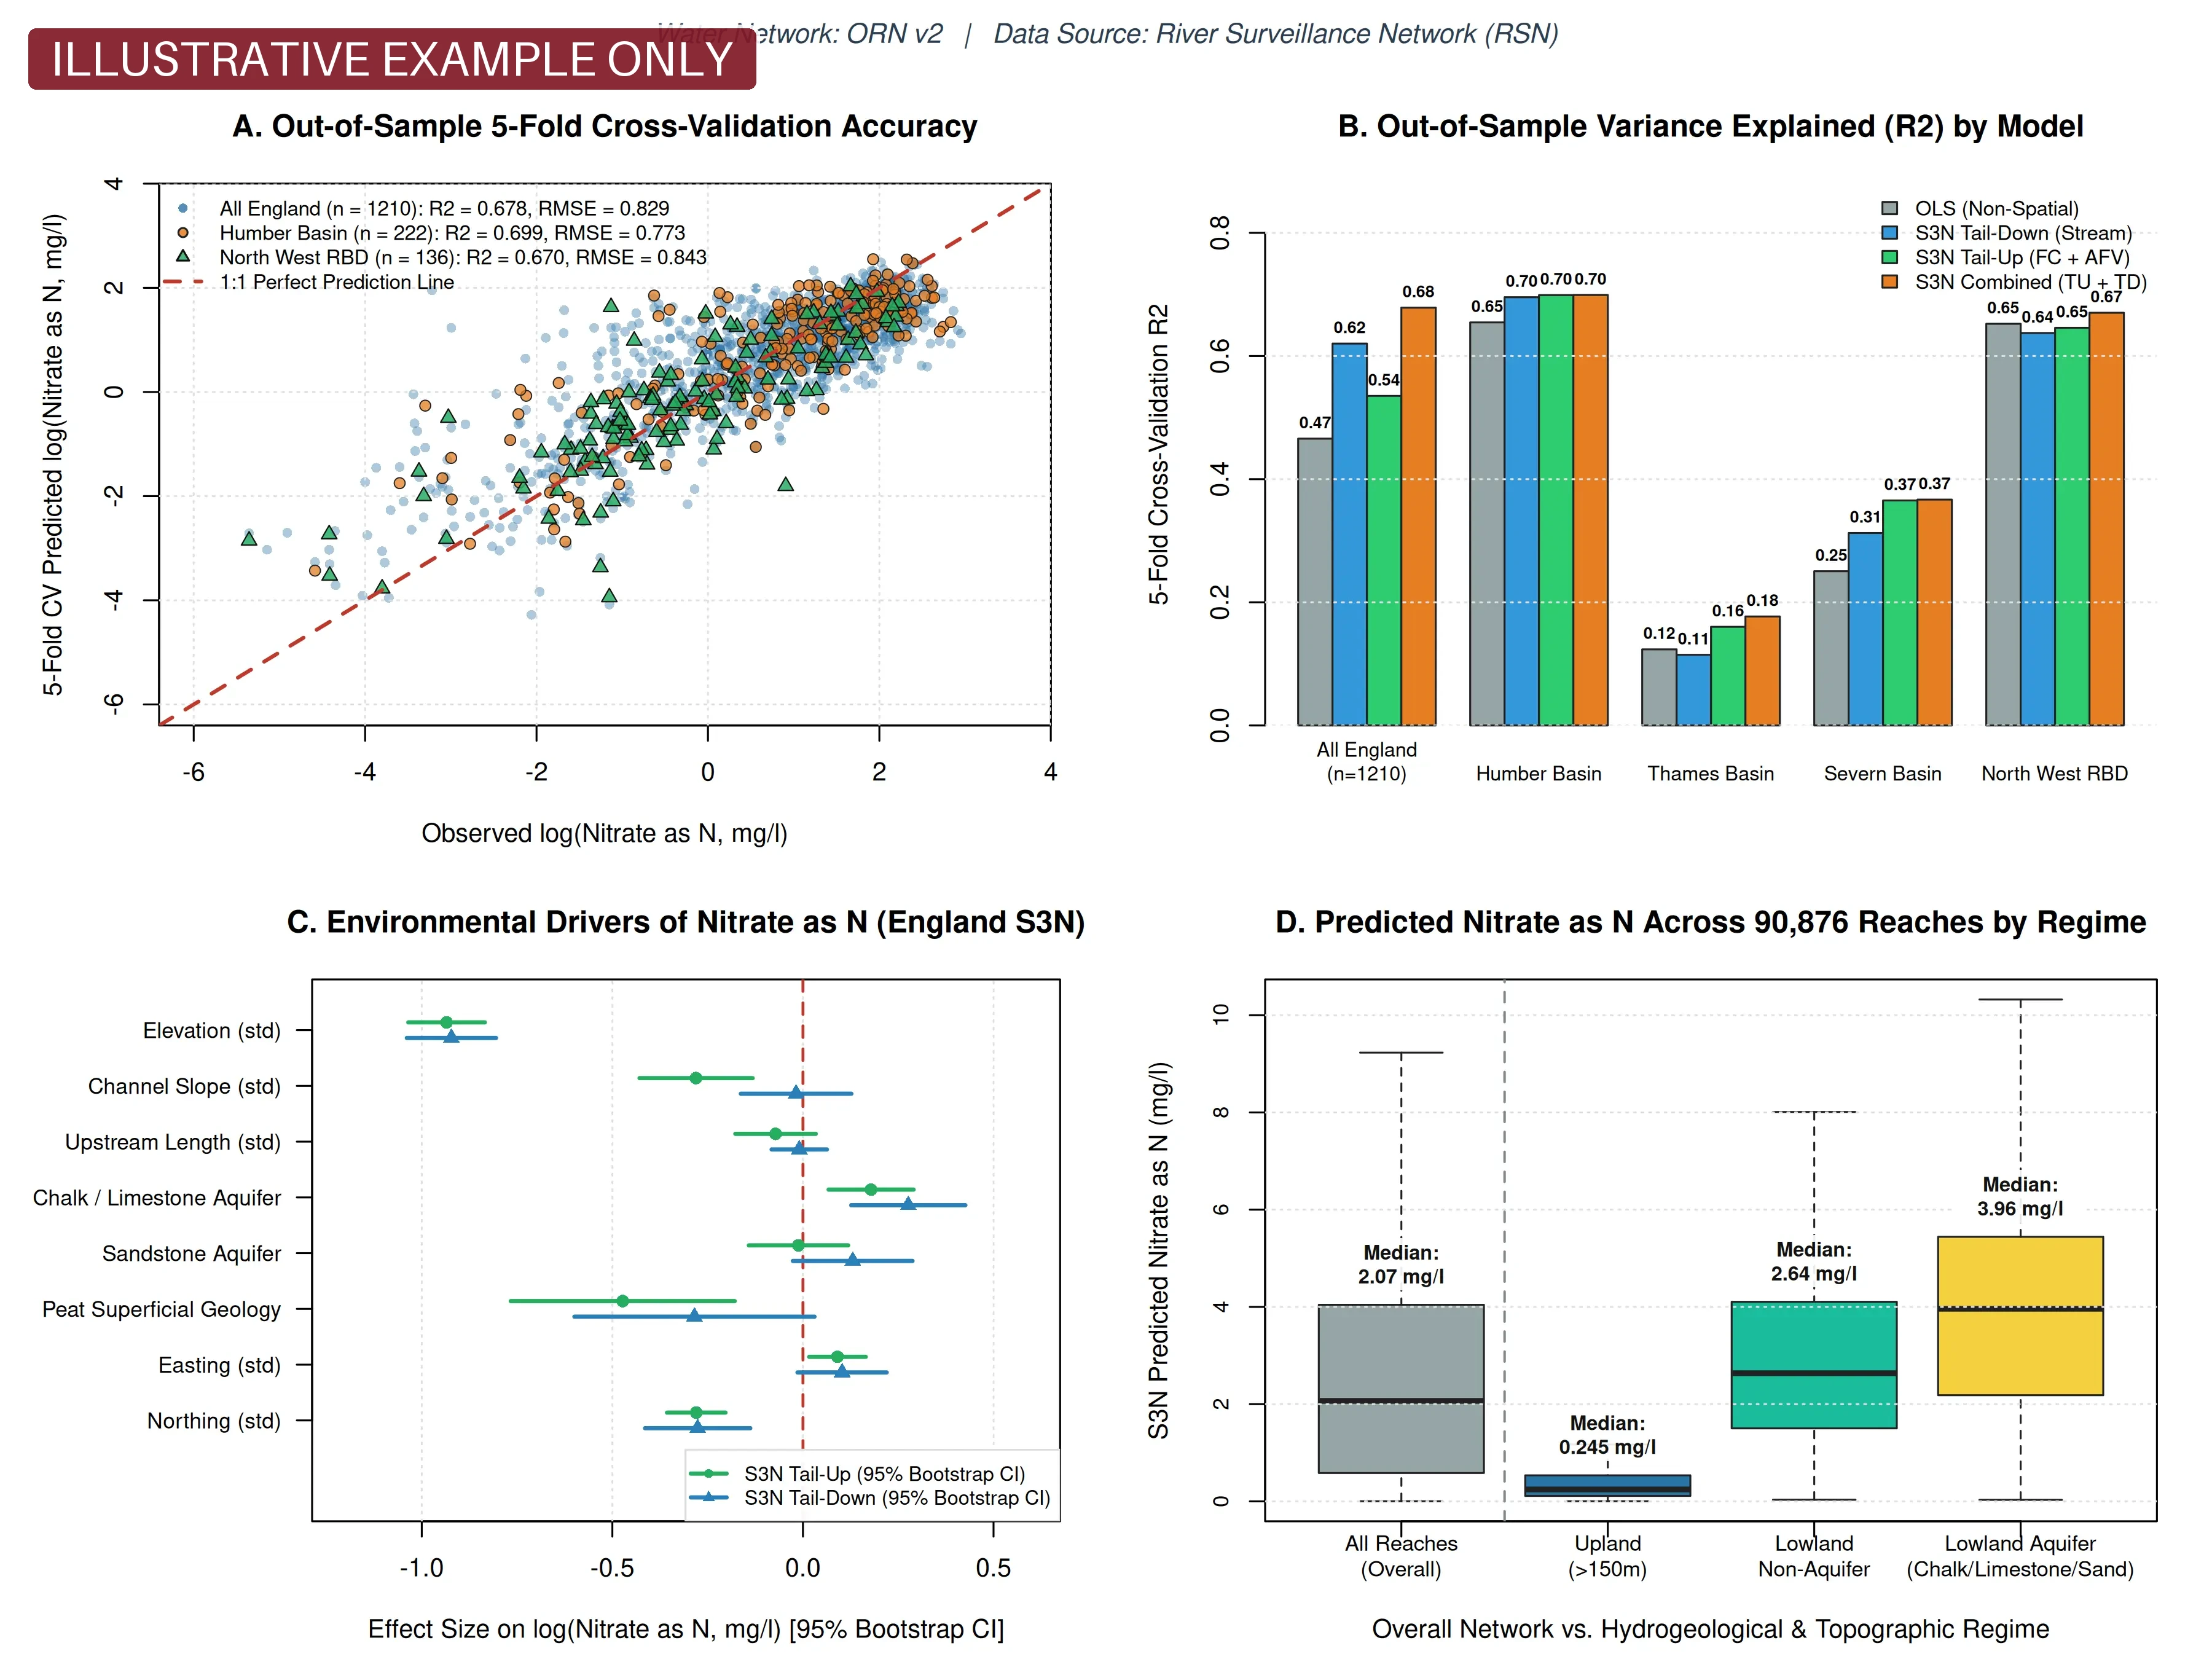 Water Network: ORN v2 | Data Source: River Surveillance Network (RSN)
ILLUSTRATIVE EXAMPLE ONLY
A. Out-of-Sample 5-Fold Cross-Validation Accuracy
5-Fold CV Predicted log(Nitrate as N, mg/l)
4
2
0
-2
-4
-6
All England (n = 1210): R2 = 0.678, RMSE = 0.829
Humber Basin (n = 222): R2 = 0.699, RMSE = 0.773
North West RBD (n = 136): R2 = 0.670, RMSE = 0.843
1:1 Perfect Prediction Line
-6 -4 -2 0 2 4
Observed log(Nitrate as N, mg/l)
B. Out-of-Sample Variance Explained (R2) by Model
5-Fold Cross-Validation R2
0.8
0.6
0.4
0.2
0.0
OLS (Non-Spatial)
S3N Tail-Down (Stream)
S3N Tail-Up (FC + AFV)
S3N Combined (TU + TD)
0.47 0.62 0.54 0.68
0.65 0.70 0.70 0.70
0.12 0.11 0.16 0.18
0.25 0.31 0.37 0.37
0.65 0.64 0.65 0.67
All England
(n=1210)
Humber Basin
Thames Basin
Severn Basin
North West RBD
C. Environmental Drivers of Nitrate as N (England S3N)
Elevation (std)
Channel Slope (std)
Upstream Length (std)
Chalk / Limestone Aquifer
Sandstone Aquifer
Peat Superficial Geology
Easting (std)
Northing (std)
S3N Tail-Up (95% Bootstrap CI)
S3N Tail-Down (95% Bootstrap CI)
-1.0 -0.5 0.0 0.5
Effect Size on log(Nitrate as N, mg/l) [95% Bootstrap CI]
D. Predicted Nitrate as N Across 90,876 Reaches by Regime
S3N Predicted Nitrate as N (mg/l)
10
8
6
4
2
0
Median:
2.07 mg/l
Median:
0.245 mg/l
Median:
2.64 mg/l
Median:
3.96 mg/l
All Reaches
(Overall)
Upland
(>150m)
Lowland
Non-Aquifer
Lowland Aquifer
(Chalk/Limestone/Sand)
Overall Network vs. Hydrogeological & Topographic Regime